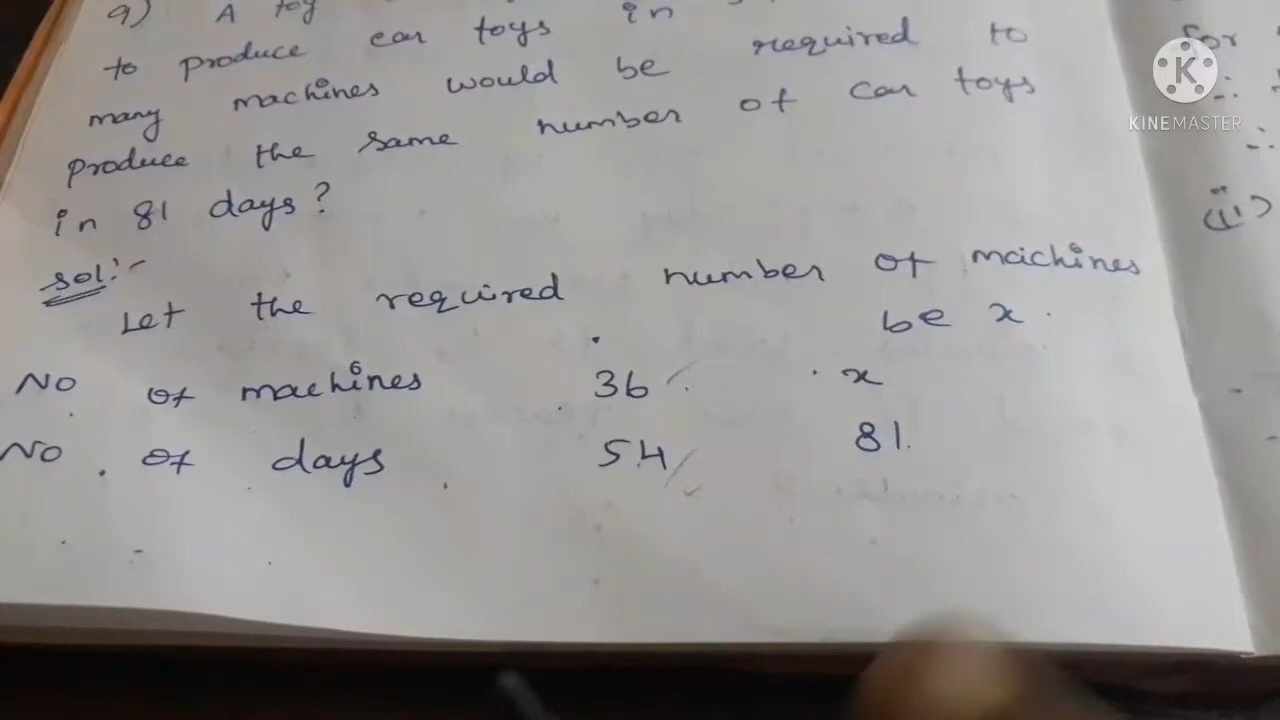 9) A toy
to produce car toys in
many machines would be required to
produce the same number of car toys
in 81 days?
sol:-
Let the required number of machines
be x.
No of machines 36 x
No. of days 54 81.
for
∴
∴
(ii)
KINEMASTER